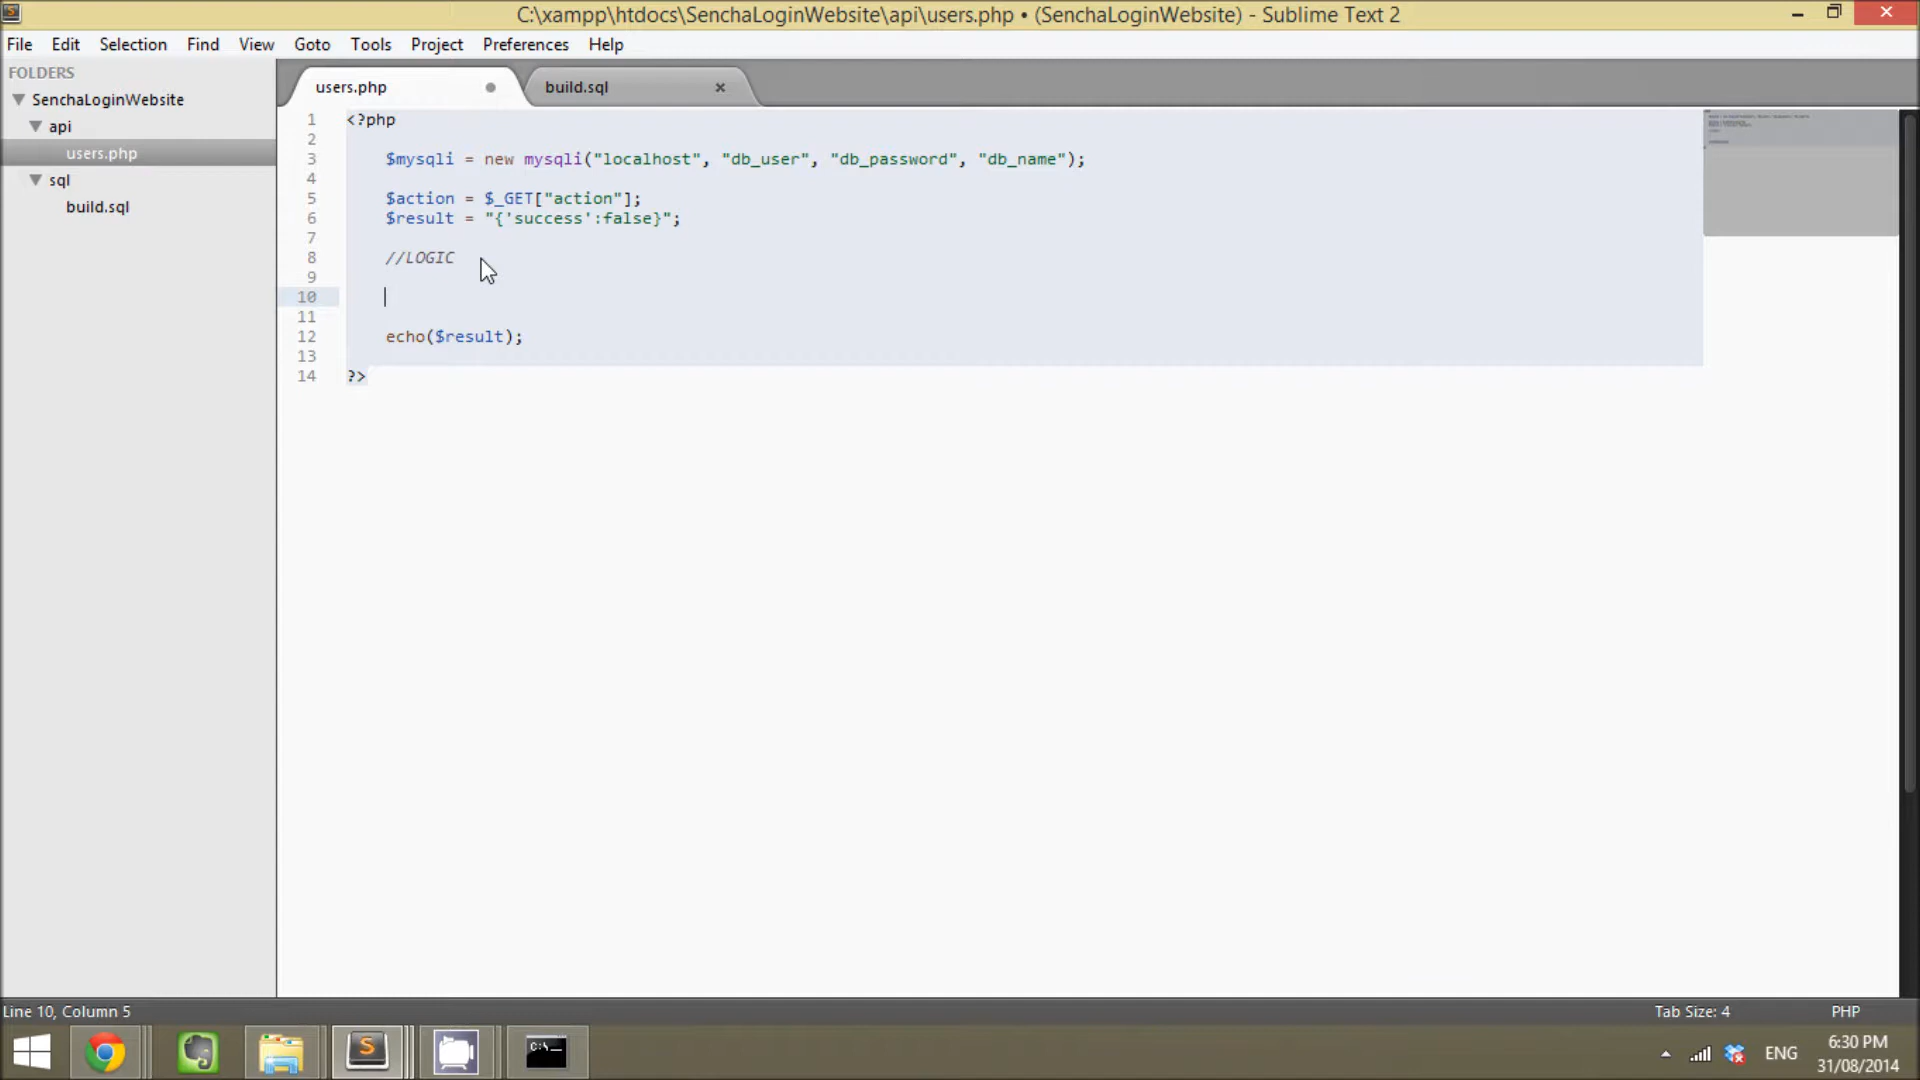 C:\xampp\htdocs\SenchaLoginWebsite\api\users.php • (SenchaLoginWebsite) - Sublime Text 2
File Edit Selection Find View Goto Tools Project Preferences Help
FOLDERS
SenchaLoginWebsite
api
users.php
sql
build.sql
users.php
build.sql ×
1 <?php
2
3 $mysqli = new mysqli("localhost", "db_user", "db_password", "db_name");
4
5 $action = $_GET["action"];
6 $result = "{'success':false}";
7
8 //LOGIC
9
10
11
12 echo($result);
13
14 ?>
Line 10, Column 5
Tab Size: 4
PHP
S
C:\
ENG
6:30 PM
31/08/2014